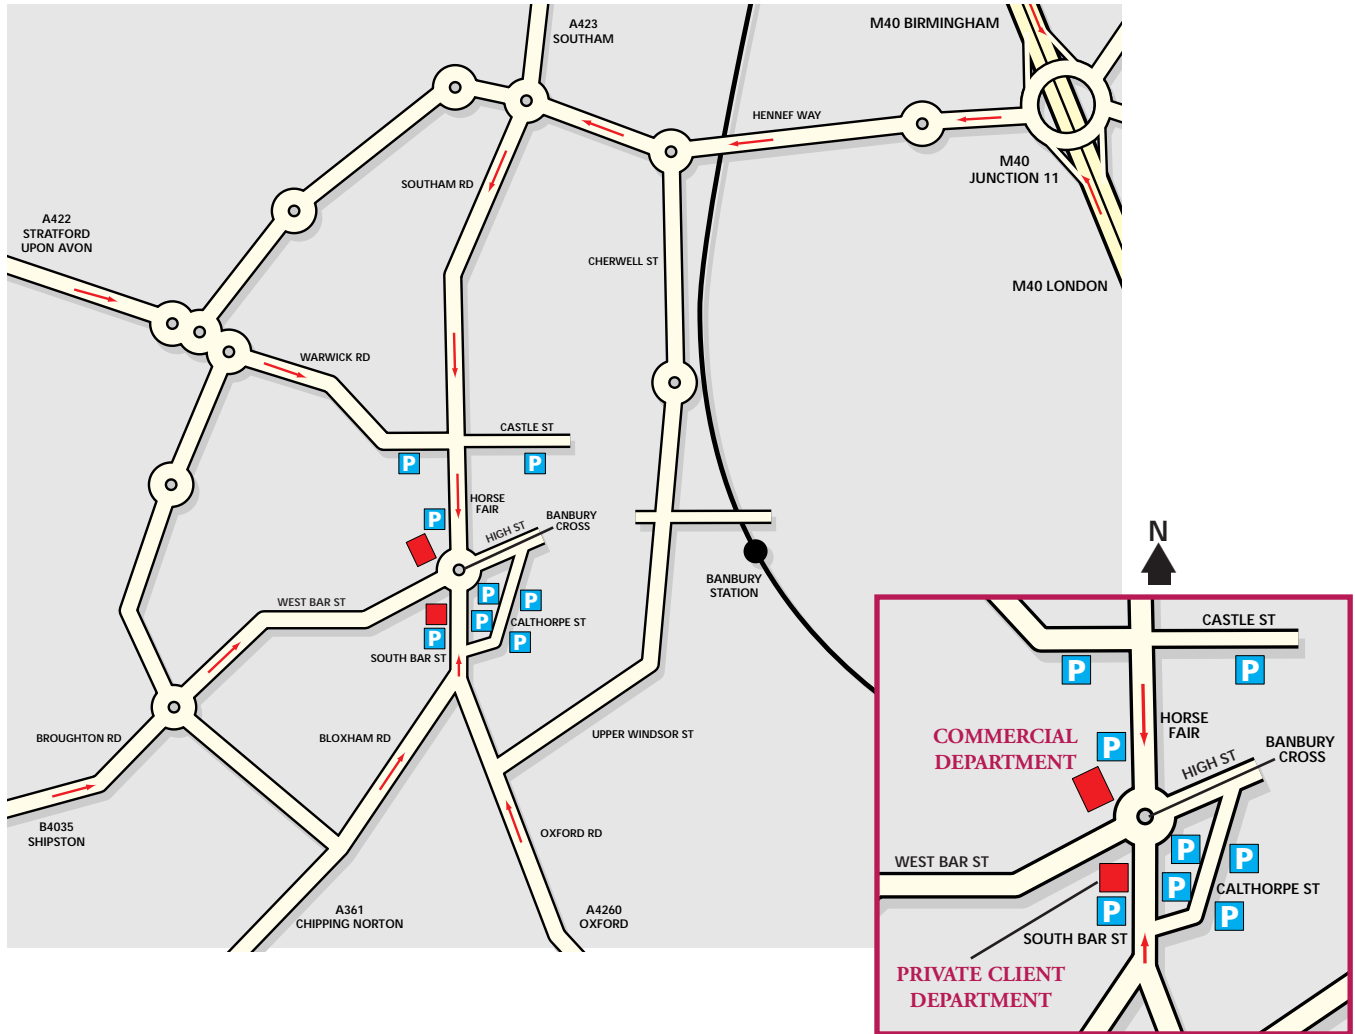 A423
SOUTHAM
M40 BIRMINGHAM
HENNEF WAY
M40
JUNCTION 11
SOUTHAM RD
A422
STRATFORD
UPON AVON
CHERWELL ST
M40 LONDON
WARWICK RD
CASTLE ST
P
P
HORSE
FAIR
P
BANBURY
CROSS
HIGH ST
BANBURY
STATION
WEST BAR ST
P
P
P
P
P
CALTHORPE ST
SOUTH BAR ST
BROUGHTON RD
BLOXHAM RD
UPPER WINDSOR ST
B4035
SHIPSTON
OXFORD RD
A361
CHIPPING NORTON
A4260
OXFORD
N
CASTLE ST
P
P
HORSE
FAIR
COMMERCIAL
DEPARTMENT
P
BANBURY
CROSS
HIGH ST
WEST BAR ST
P
P
P
P
P
CALTHORPE ST
SOUTH BAR ST
PRIVATE CLIENT
DEPARTMENT